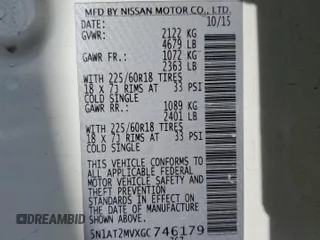 MFD BY NISSAN MOTOR CO., LTD.
DATE: 10/15
GVWR: 2122 KG
4679 LB
GAWR FR.: 1072 KG
2363 LB
WITH 225/60R18 TIRES
18 X 7J RIMS AT 33 PSI
COLD SINGLE
GAWR RR.: 1089 KG
2401 LB
WITH 225/60R18 TIRES
18 X 7J RIMS AT 33 PSI
COLD SINGLE
THIS VEHICLE CONFORMS TO
ALL APPLICABLE FEDERAL
MOTOR VEHICLE SAFETY AND
THEFT PREVENTION
STANDARDS IN EFFECT ON
THE DATE OF MANUFACTURE
SHOWN ABOVE.
5N1AT2MVXGC746179
© 2025 BIDFAX